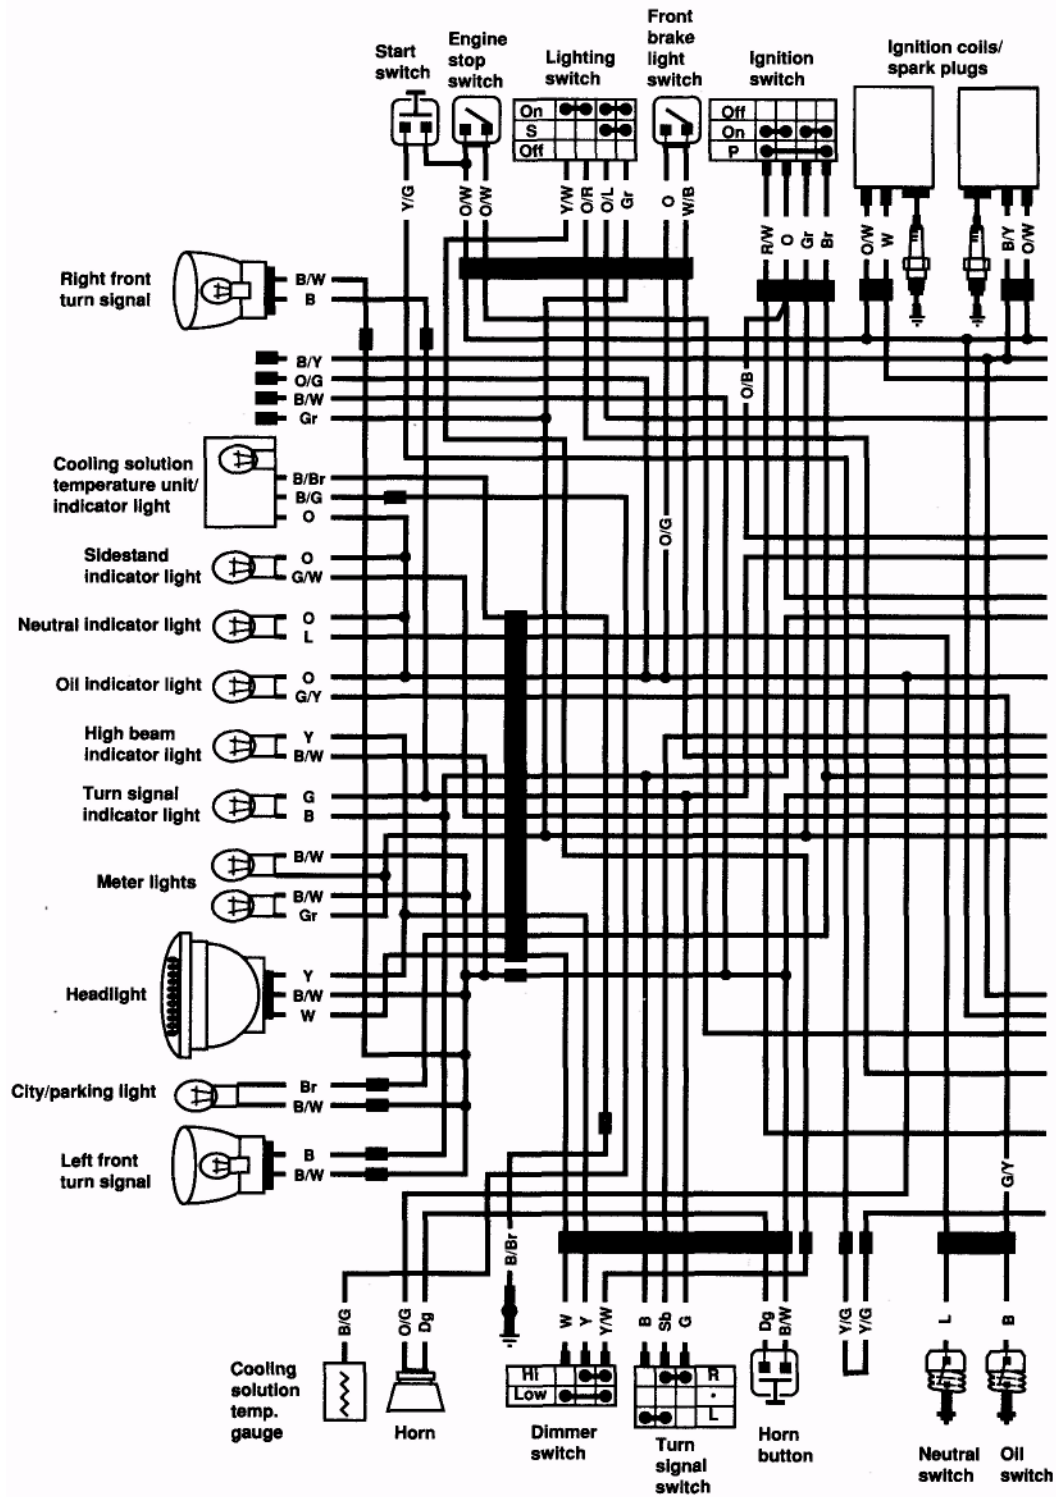 Start
switch
Engine
stop
switch
Lighting
switch
Front
brake
light
switch
Ignition
switch
Ignition coils/
spark plugs
On
S
Off
Off
On
P
Y/G
O/W
O/W
Y/W
O/R
O/L
Gr
O
W/B
R/W
O
Gr
Br
O/W
W
B/Y
O/W
Right front
turn signal
B/W
B
B/Y
O/G
B/W
Gr
O/B
Cooling solution
temperature unit/
indicator light
B/Br
B/G
O
O/G
Sidestand
indicator light
O
G/W
Neutral indicator light
O
L
Oil indicator light
O
G/Y
High beam
indicator light
Y
B/W
Turn signal
indicator light
G
B
Meter lights
B/W
B/W
Gr
Headlight
Y
B/W
W
City/parking light
Br
B/W
Left front
turn signal
B
B/W
G/Y
B/Br
B/G
O/G
Dg
W
Y
Y/W
B
Sb
G
Dg
B/W
Y/G
Y/G
L
B
Cooling
solution
temp.
gauge
Horn
Hi
Low
Dimmer
switch
R
.
L
Turn
signal
switch
Horn
button
Neutral
switch
Oil
switch